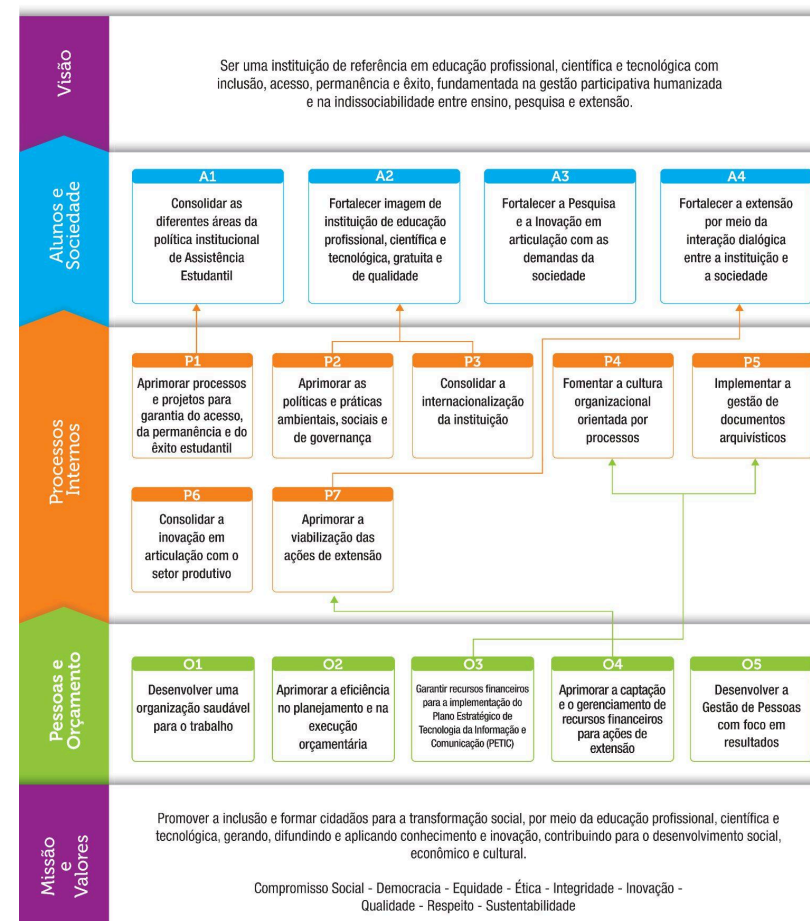 Visão
Ser uma instituição de referência em educação profissional, científica e tecnológica com
inclusão, acesso, permanência e êxito, fundamentada na gestão participativa humanizada
e na indissociabilidade entre ensino, pesquisa e extensão.
Alunos e
Sociedade
A1
Consolidar as
diferentes áreas da
política institucional
de Assistência
Estudantil
A2
Fortalecer imagem de
instituição de educação
profissional, científica e
tecnológica, gratuita e
de qualidade
A3
Fortalecer a Pesquisa
e a Inovação em
articulação com as
demandas da
sociedade
A4
Fortalecer a extensão
por meio da
interação dialógica
entre a instituição e
a sociedade
Processos
Internos
P1
Aprimorar processos
e projetos para
garantia do acesso,
da permanência e do
êxito estudantil
P2
Aprimorar as
políticas e práticas
ambientais, sociais e
de governança
P3
Consolidar a
internacionalização
da instituição
P4
Fomentar a cultura
organizacional
orientada por
processos
P5
Implementar a
gestão de
documentos
arquivísticos
P6
Consolidar a
inovação em
articulação com o
setor produtivo
P7
Aprimorar a
viabilização das
ações de extensão
Pessoas e
Orçamento
O1
Desenvolver uma
organização saudável
para o trabalho
O2
Aprimorar a eficiência
no planejamento e na
execução
orçamentária
O3
Garantir recursos financeiros
para a implementação do
Plano Estratégico de
Tecnologia da Informação e
Comunicação (PETIC)
O4
Aprimorar a captação
e o gerenciamento de
recursos financeiros
para ações de
extensão
O5
Desenvolver a
Gestão de Pessoas
com foco em
resultados
Missão
e
Valores
Promover a inclusão e formar cidadãos para a transformação social, por meio da educação profissional, científica e
tecnológica, gerando, difundindo e aplicando conhecimento e inovação, contribuindo para o desenvolvimento social,
econômico e cultural.
Compromisso Social - Democracia - Equidade - Ética - Integridade - Inovação -
Qualidade - Respeito - Sustentabilidade